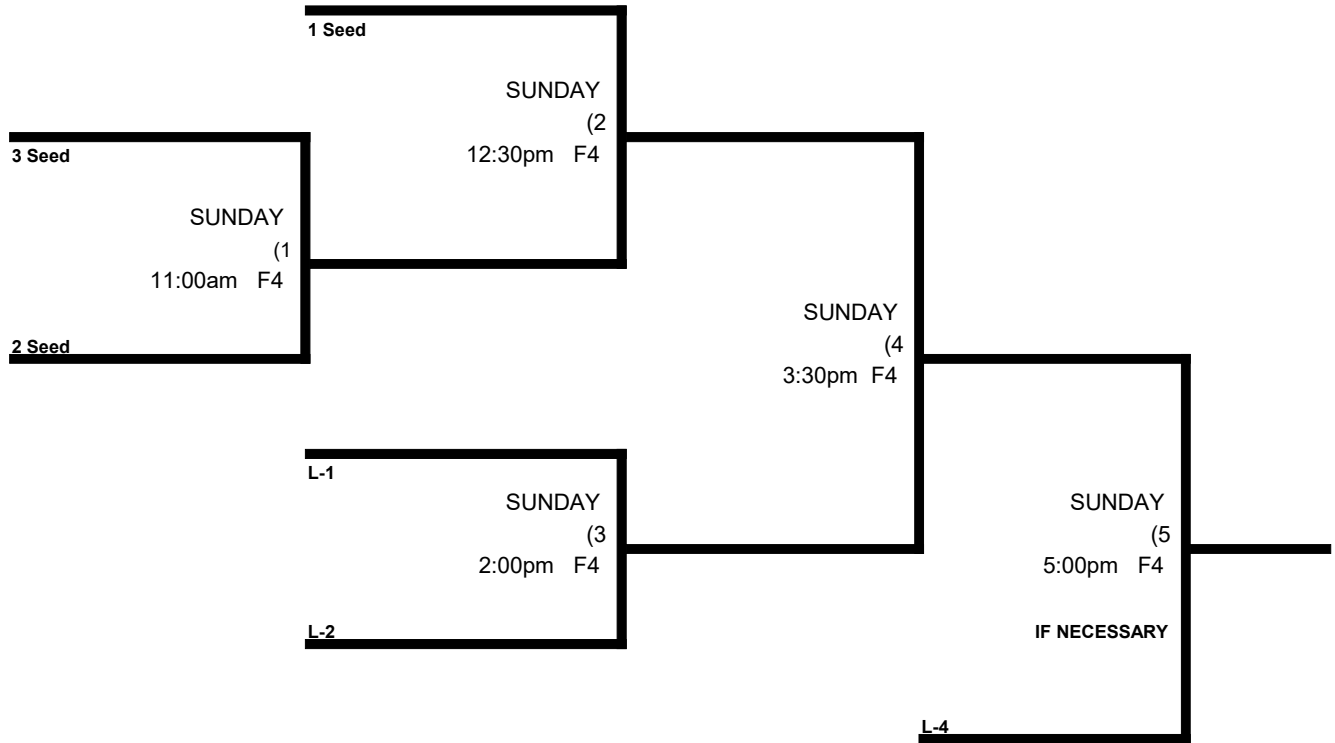 1 Seed
SUNDAY
(2
12:30pm F4
3 Seed
SUNDAY
(1
11:00am F4
2 Seed
SUNDAY
(4
3:30pm F4
L-1
SUNDAY
(3
2:00pm F4
L-2
SUNDAY
(5
5:00pm F4
IF NECESSARY
L-4